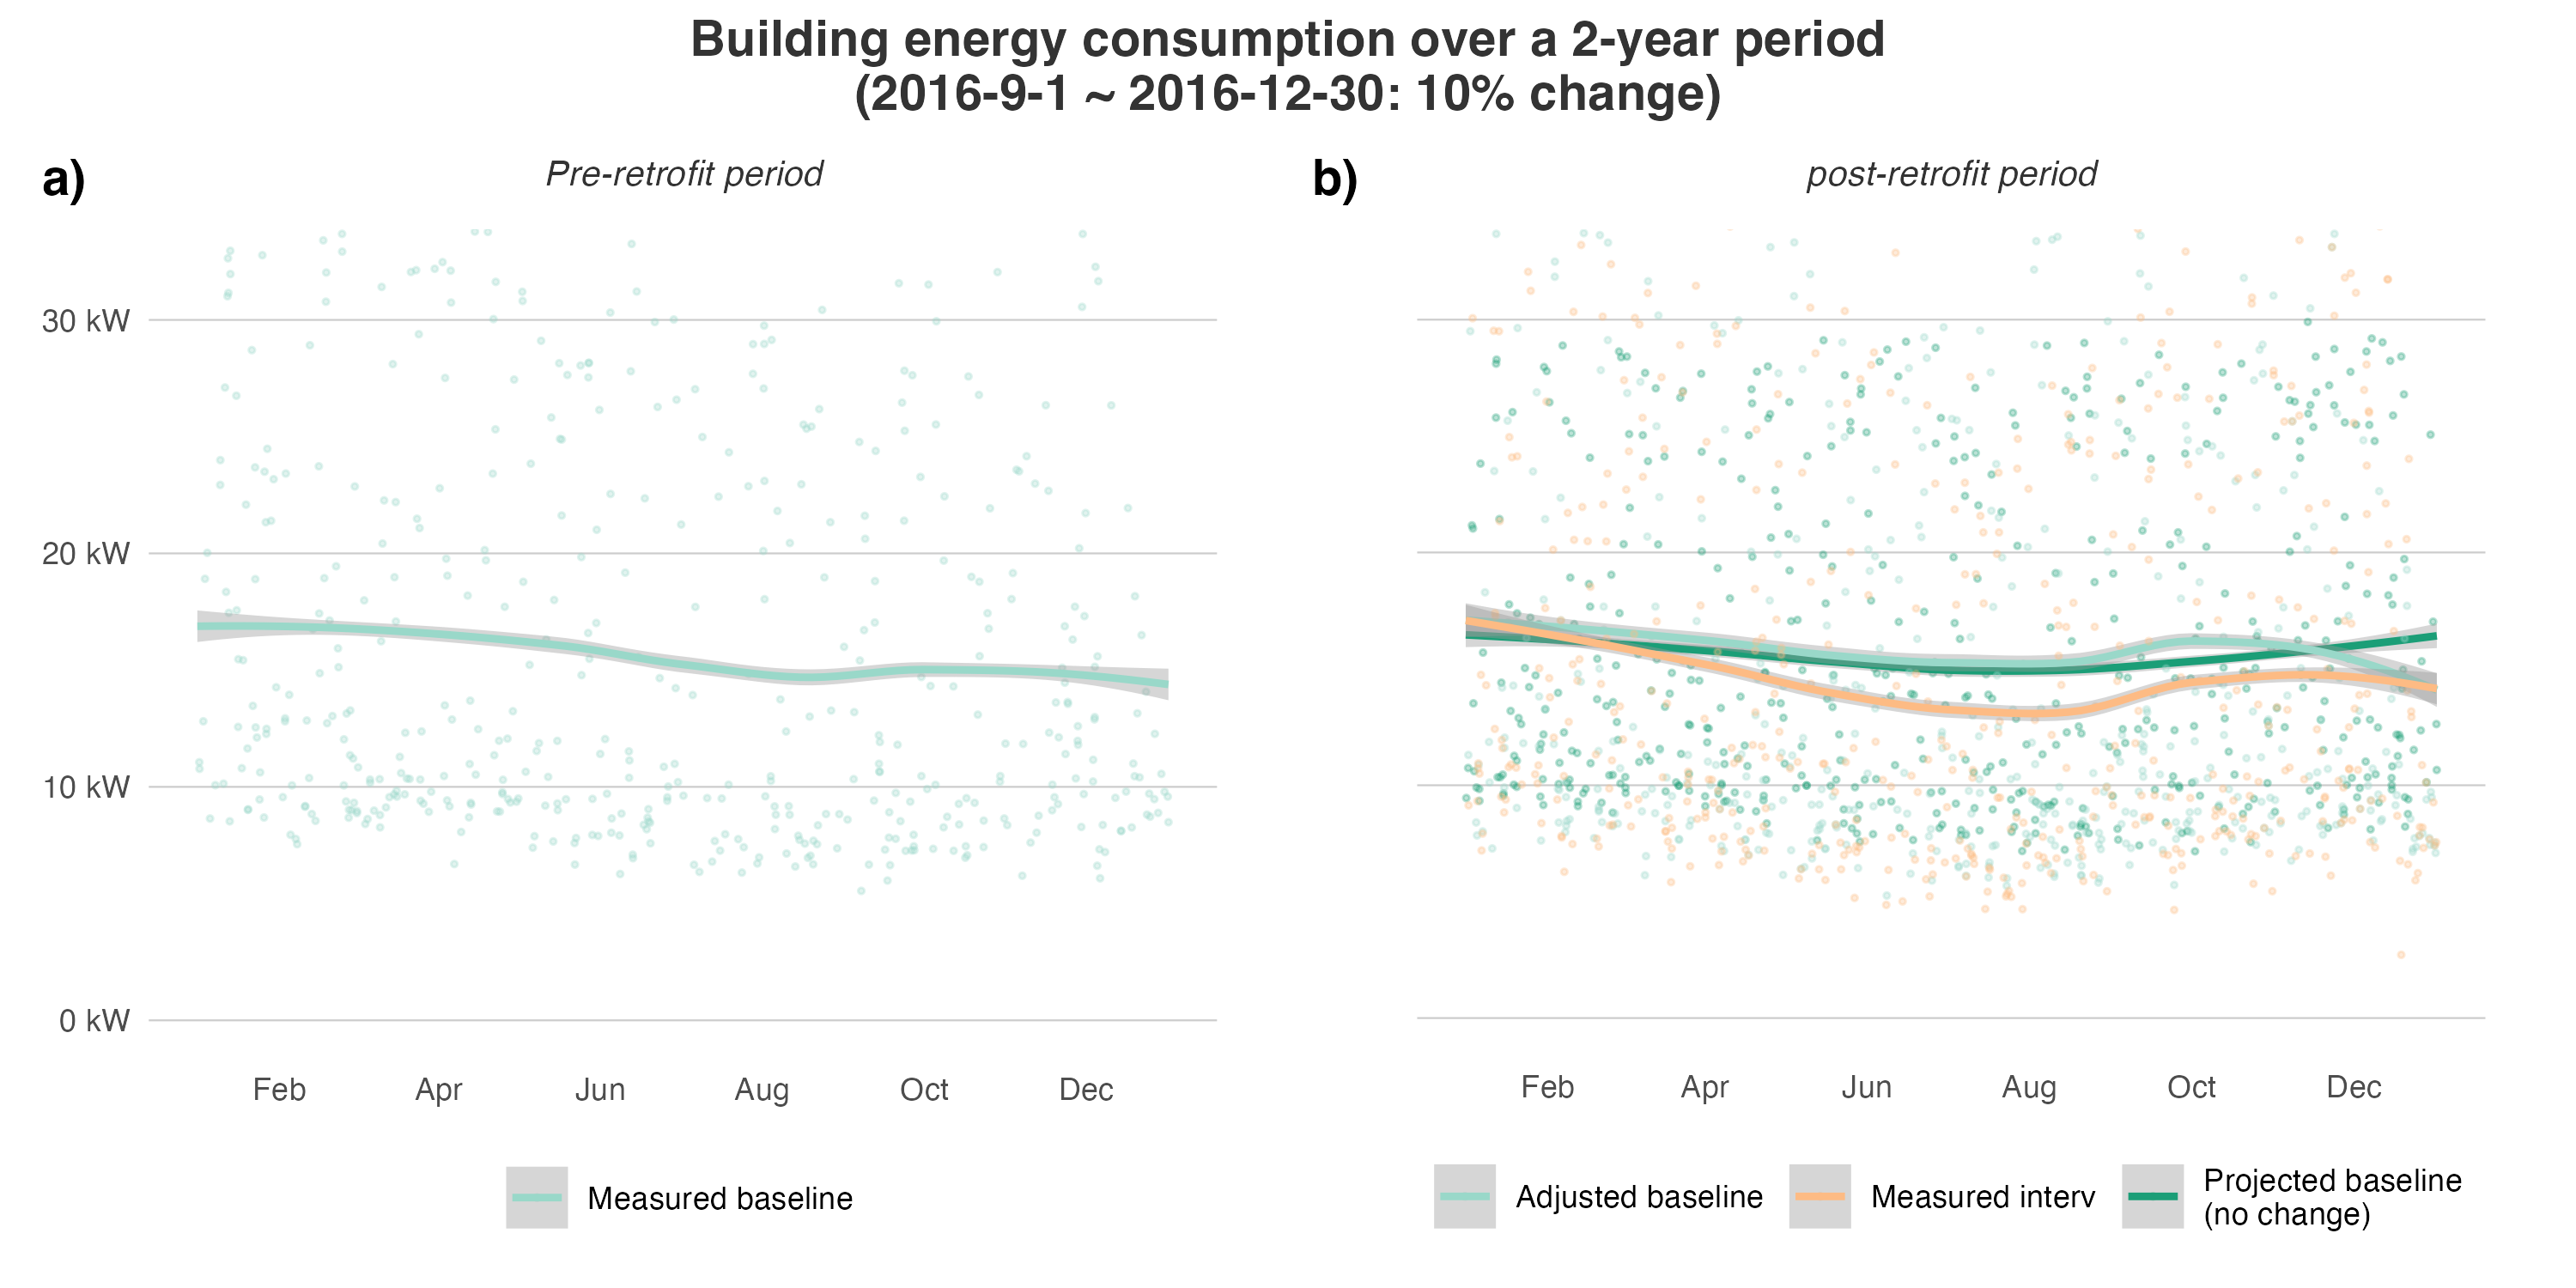 Building energy consumption over a 2-year period
(2016-9-1 ~ 2016-12-30: 10% change)
a)
Pre-retrofit period
30 kW
20 kW
10 kW
0 kW
Feb Apr Jun Aug Oct Dec
Measured baseline
b)
post-retrofit period
Feb Apr Jun Aug Oct Dec
Adjusted baseline
Measured interv
Projected baseline
(no change)